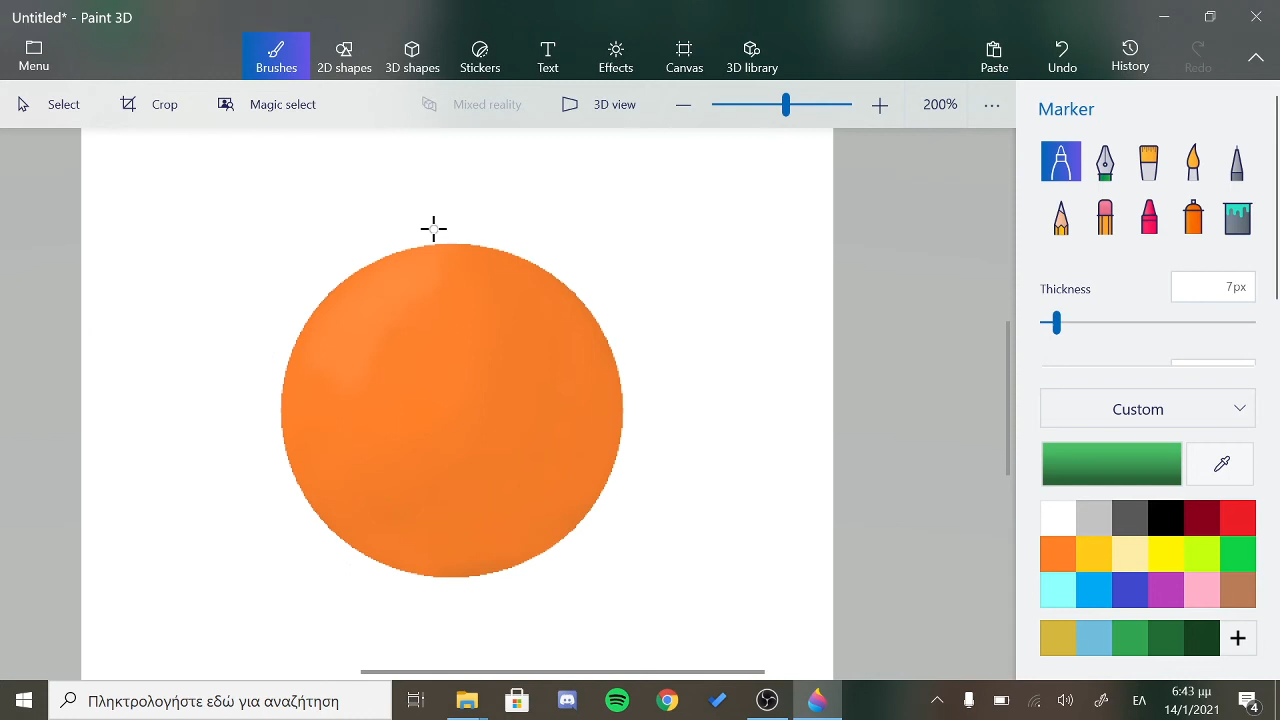 Untitled* - Paint 3D
Menu
Brushes
2D shapes
3D shapes
Stickers
Text
Effects
Canvas
3D library
Paste
Undo
History
Redo
Select
Crop
Magic select
Mixed reality
3D view
200%
Marker
Thickness
7px
Custom
Πληκτρολογήστε εδώ για αναζήτηση
ΕΛ
6:43 μμ
14/1/2021
4